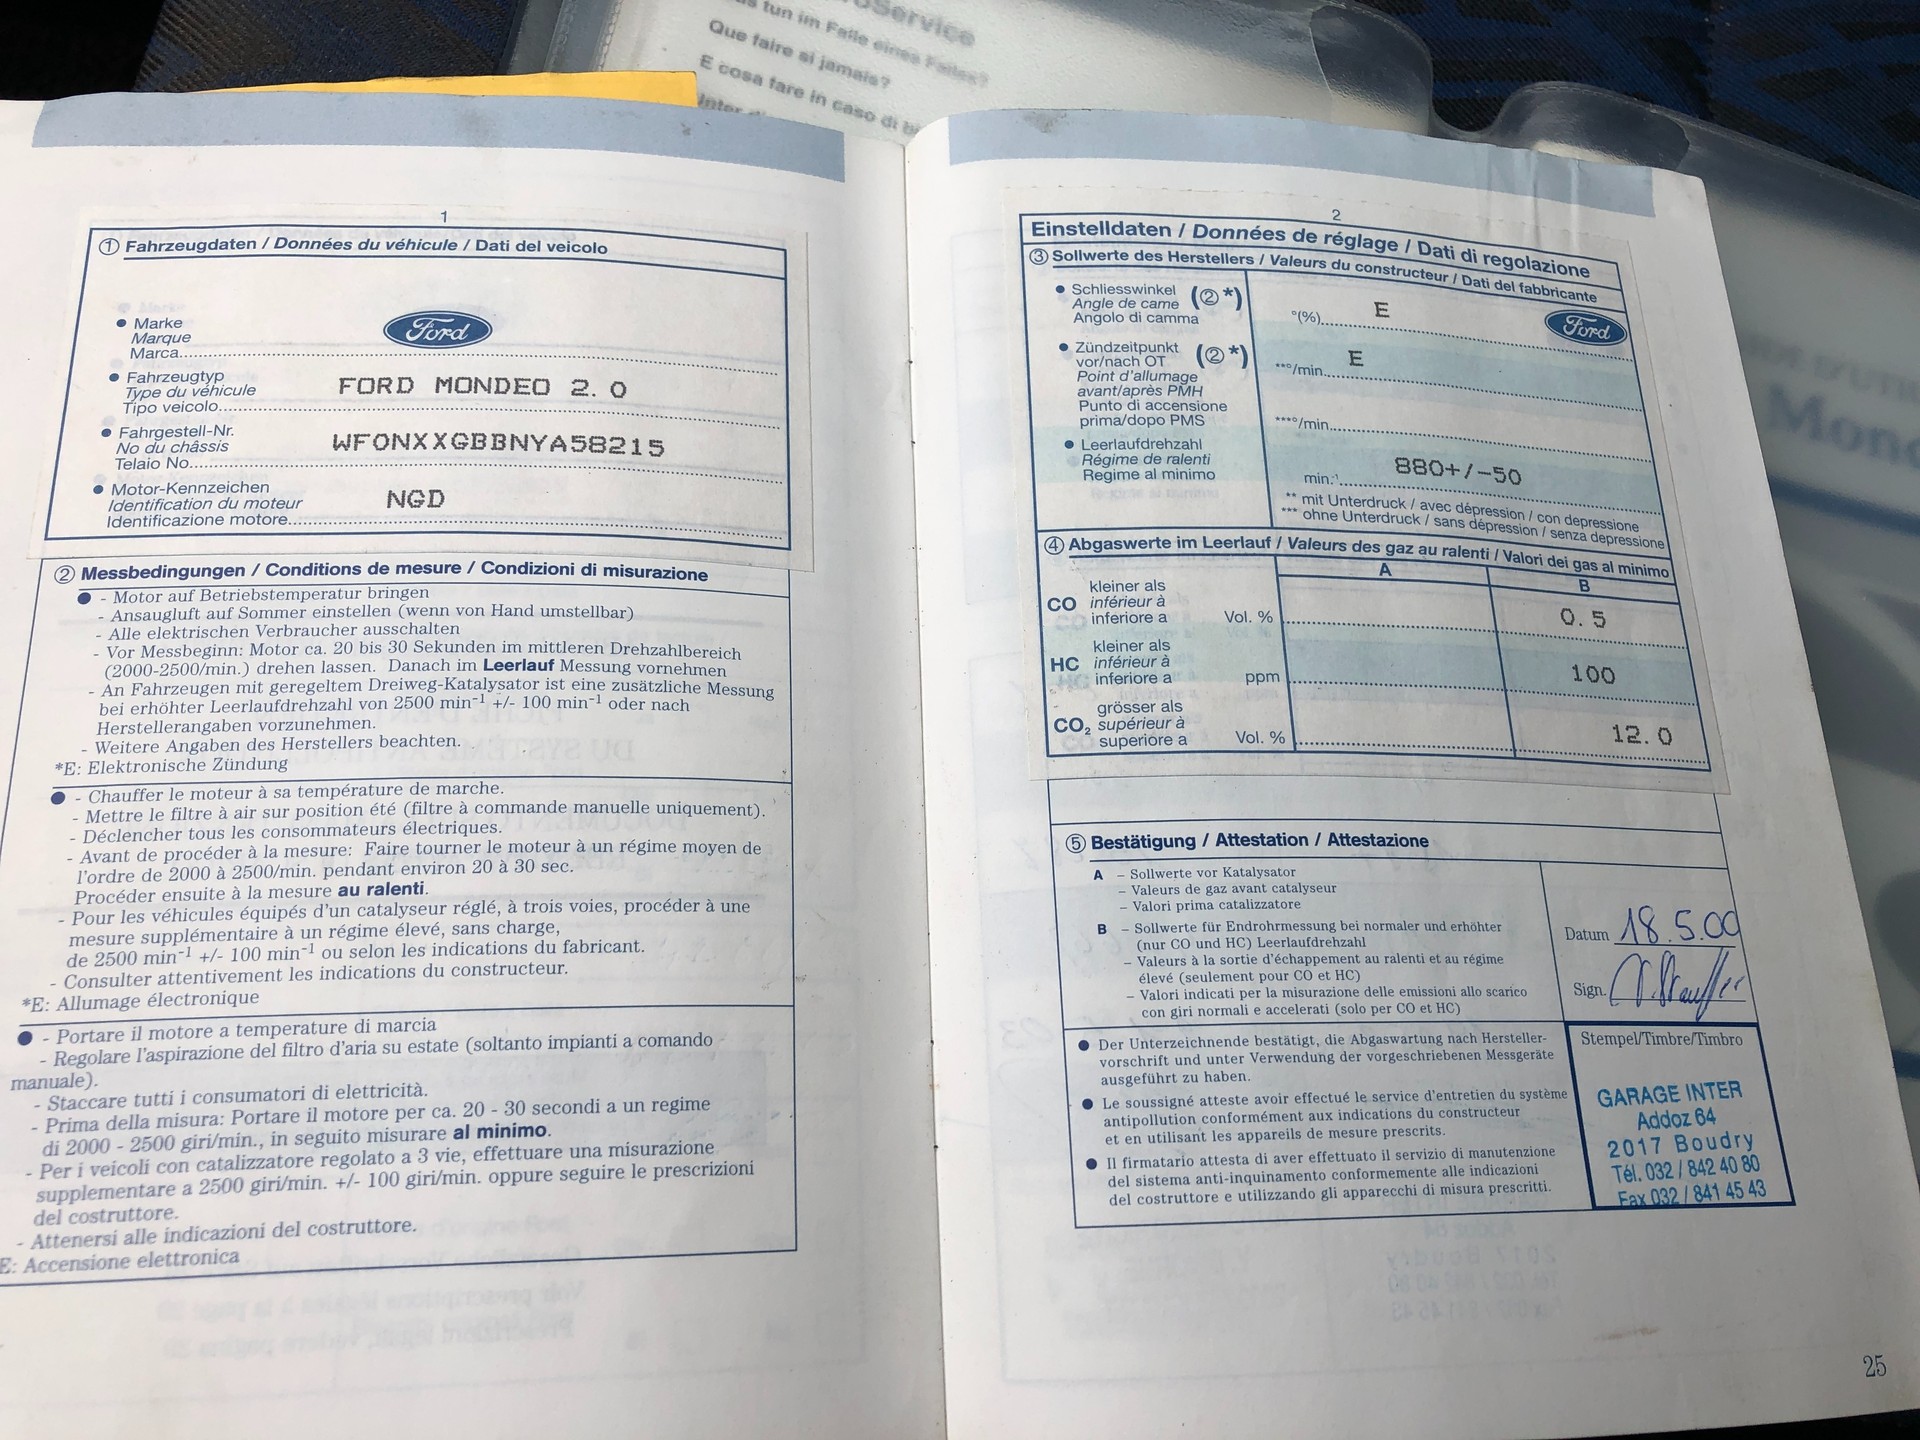 oService
s tun im Falle eines Falles?
Que faire si jamais?
E cosa fare in caso di
Mond
1
① Fahrzeugdaten / Données du véhicule / Dati del veicolo
● Marke
Marque
Marca
Ford
● Fahrzeugtyp
Type du véhicule
Tipo veicolo
FORD MONDEO 2.0
● Fahrgestell-Nr.
No du châssis
Telaio No.
WFONXXGBBNYA58215
● Motor-Kennzeichen
Identification du moteur
Identificazione motore
NGD
② Messbedingungen / Conditions de mesure / Condizioni di misurazione
● - Motor auf Betriebstemperatur bringen
- Ansaugluft auf Sommer einstellen (wenn von Hand umstellbar)
- Alle elektrischen Verbraucher ausschalten
- Vor Messbeginn: Motor ca. 20 bis 30 Sekunden im mittleren Drehzahlbereich
(2000-2500/min.) drehen lassen. Danach im Leerlauf Messung vornehmen
- An Fahrzeugen mit geregeltem Dreiweg-Katalysator ist eine zusätzliche Messung
bei erhöhter Leerlaufdrehzahl von 2500 min⁻¹ +/- 100 min⁻¹ oder nach
Herstellerangaben vorzunehmen.
- Weitere Angaben des Herstellers beachten.
*E: Elektronische Zündung
● - Chauffer le moteur à sa température de marche.
- Mettre le filtre à air sur position été (filtre à commande manuelle uniquement).
- Déclencher tous les consommateurs électriques.
- Avant de procéder à la mesure: Faire tourner le moteur à un régime moyen de
l'ordre de 2000 à 2500/min. pendant environ 20 à 30 sec.
Procéder ensuite à la mesure au ralenti.
- Pour les véhicules équipés d'un catalyseur réglé, à trois voies, procéder à une
mesure supplémentaire à un régime élevé, sans charge,
de 2500 min⁻¹ +/- 100 min⁻¹ ou selon les indications du fabricant.
- Consulter attentivement les indications du constructeur.
*E: Allumage électronique
● - Portare il motore a temperature di marcia
- Regolare l'aspirazione del filtro d'aria su estate (soltanto impianti a comando
manuale).
- Staccare tutti i consumatori di elettricità.
- Prima della misura: Portare il motore per ca. 20 - 30 secondi a un regime
di 2000 - 2500 giri/min., in seguito misurare al minimo.
- Per i veicoli con catalizzatore regolato a 3 vie, effettuare una misurazione
supplementare a 2500 giri/min. +/- 100 giri/min. oppure seguire le prescrizioni
del costruttore.
- Attenersi alle indicazioni del costruttore.
E: Accensione elettronica
2
Einstelldaten / Données de réglage / Dati di regolazione
③ Sollwerte des Herstellers / Valeurs du constructeur / Dati del fabbricante
● Schliesswinkel
Angle de came (②*)
Angolo di camma
°(%) E
Ford
● Zündzeitpunkt
vor/nach OT (②*)
Point d'allumage
avant/après PMH
Punto di accensione
prima/dopo PMS
**°/min. E
***°/min.
● Leerlaufdrehzahl
Régime de ralenti
Regime al minimo
min.⁻¹ 880+/-50
** mit Unterdruck / avec dépression / con depressione
*** ohne Unterdruck / sans dépression / senza depressione
④ Abgaswerte im Leerlauf / Valeurs des gaz au ralenti / Valori dei gas al minimo
A B
kleiner als
CO inférieur à
inferiore a Vol. % 0.5
kleiner als
HC inférieur à
inferiore a ppm 100
grösser als
CO₂ supérieur à
superiore a Vol. % 12.0
⑤ Bestätigung / Attestation / Attestazione
A – Sollwerte vor Katalysator
– Valeurs de gaz avant catalyseur
– Valori prima catalizzatore
B – Sollwerte für Endrohrmessung bei normaler und erhöhter
(nur CO und HC) Leerlaufdrehzahl
– Valeurs à la sortie d'échappement au ralenti et au régime
élevé (seulement pour CO et HC)
– Valori indicati per la misurazione delle emissioni allo scarico
con giri normali e accelerati (solo per CO et HC)
Datum 18.5.00
Sign.
● Der Unterzeichnende bestätigt, die Abgaswartung nach Hersteller-
vorschrift und unter Verwendung der vorgeschriebenen Messgeräte
ausgeführt zu haben.
● Le soussigné atteste avoir effectué le service d'entretien du système
antipollution conformément aux indications du constructeur
et en utilisant les appareils de mesure prescrits.
● Il firmatario attesta di aver effettuato il servizio di manutenzione
del sistema anti-inquinamento conformemente alle indicazioni
del costruttore e utilizzando gli apparecchi di misura prescritti.
Stempel/Timbre/Timbro
GARAGE INTER
Addoz 64
2017 Boudry
Tél. 032 / 842 40 80
Fax 032 / 841 45 43
25